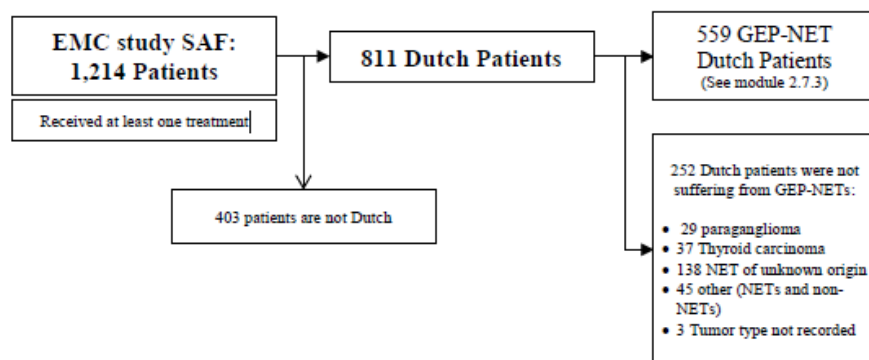 EMC study SAF:
1,214 Patients
Received at least one treatment
811 Dutch Patients
403 patients are not Dutch
559 GEP-NET
Dutch Patients
(See module 2.7.3)
252 Dutch patients were not
suffering from GEP-NETs:
• 29 paraganglioma
• 37 Thyroid carcinoma
• 138 NET of unknown origin
• 45 other (NETs and non-
NETs)
• 3 Tumor type not recorded